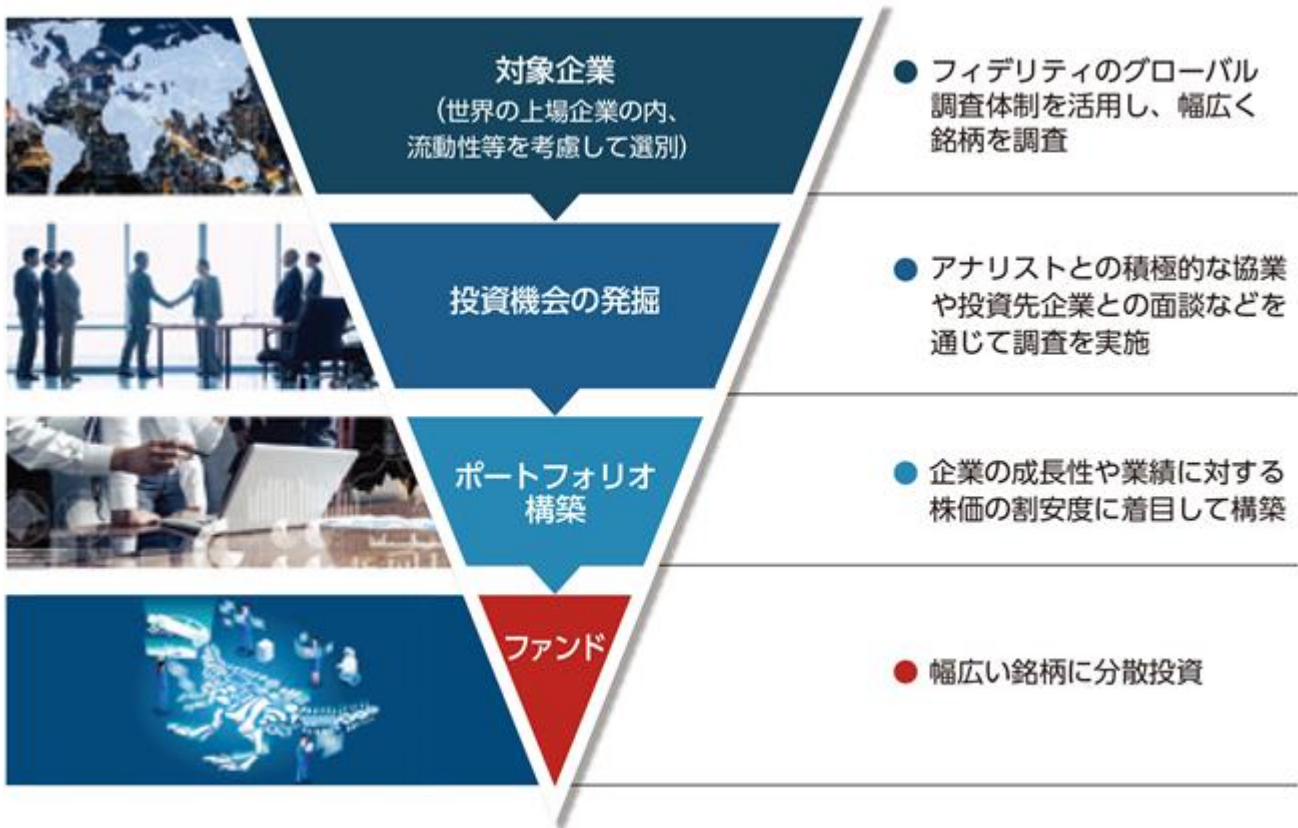 対象企業
（世界の上場企業の内、
流動性等を考慮して選別）
● フィデリティのグローバル
調査体制を活用し、幅広く
銘柄を調査
投資機会の発掘
● アナリストとの積極的な協業
や投資先企業との面談などを
通じて調査を実施
ポートフォリオ
構築
● 企業の成長性や業績に対する
株価の割安度に着目して構築
ファンド
● 幅広い銘柄に分散投資